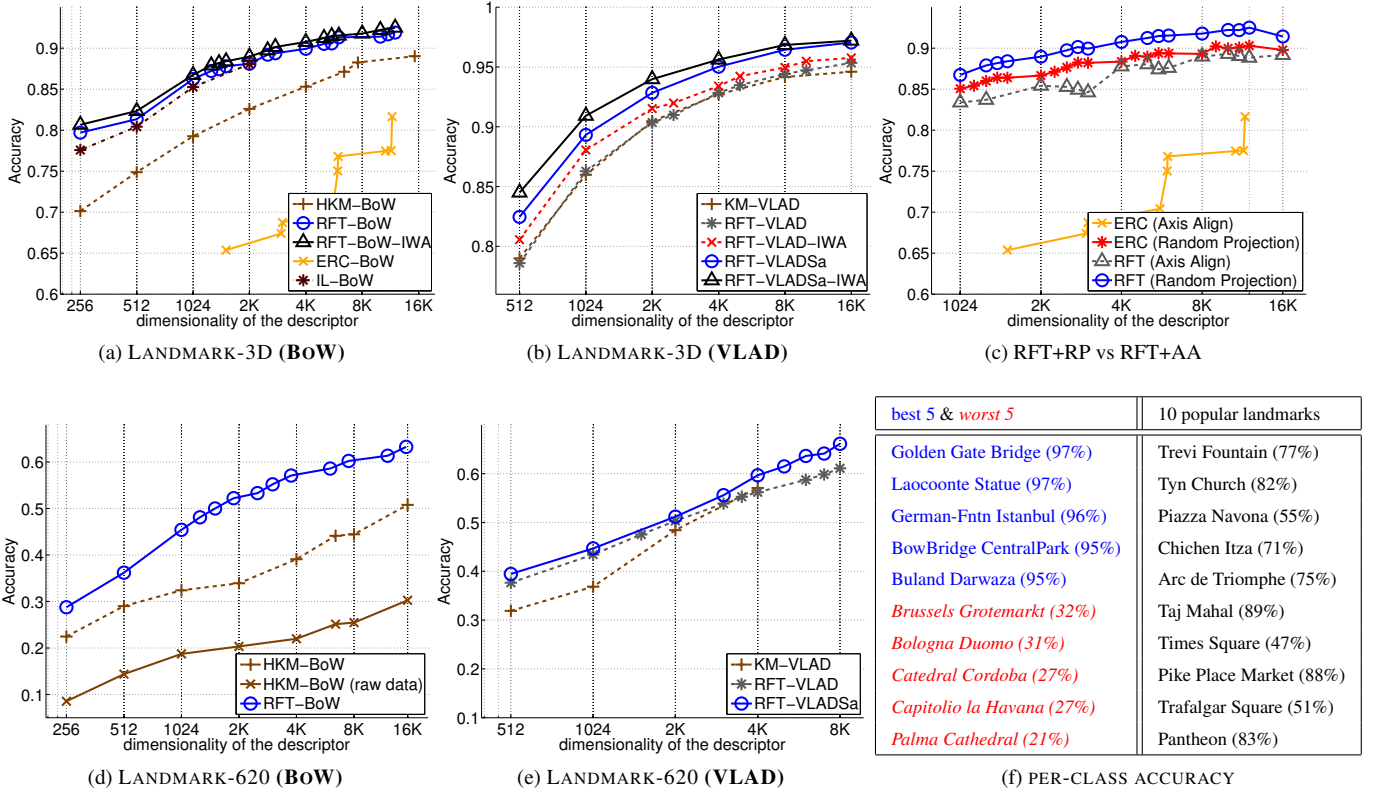 Accuracy
0.9
0.85
0.8
0.75
0.7
0.65
0.6
256 512 1024 2K 4K 8K 16K
dimensionality of the descriptor
HKM-BoW
RFT-BoW
RFT-BoW-IWA
ERC-BoW
IL-BoW
(a) LANDMARK-3D (BOW)
Accuracy
1
0.95
0.9
0.85
0.8
512 1024 2K 4K 8K 16K
dimensionality of the descriptor
KM-VLAD
RFT-VLAD
RFT-VLAD-IWA
RFT-VLADSa
RFT-VLADSa-IWA
(b) LANDMARK-3D (VLAD)
Accuracy
0.9
0.85
0.8
0.75
0.7
0.65
0.6
1024 2K 4K 8K 16K
dimensionality of the descriptor
ERC (Axis Align)
ERC (Random Projection)
RFT (Axis Align)
RFT (Random Projection)
(c) RFT+RP vs RFT+AA
Accuracy
0.6
0.5
0.4
0.3
0.2
0.1
256 512 1024 2K 4K 8K 16K
dimensionality of the descriptor
HKM-BoW
HKM-BoW (raw data)
RFT-BoW
(d) LANDMARK-620 (BOW)
Accuracy
0.6
0.5
0.4
0.3
0.2
0.1
512 1024 2K 4K 8K
dimensionality of the descriptor
KM-VLAD
RFT-VLAD
RFT-VLADSa
(e) LANDMARK-620 (VLAD)
best 5 & worst 5 10 popular landmarks
Golden Gate Bridge (97%) Trevi Fountain (77%)
Laocoonte Statue (97%) Tyn Church (82%)
German-Fntn Istanbul (96%) Piazza Navona (55%)
BowBridge CentralPark (95%) Chichen Itza (71%)
Buland Darwaza (95%) Arc de Triomphe (75%)
Brussels Grotemarkt (32%) Taj Mahal (89%)
Bologna Duomo (31%) Times Square (47%)
Catedral Cordoba (27%) Pike Place Market (88%)
Capitolio la Havana (27%) Trafalgar Square (51%)
Palma Cathedral (21%) Pantheon (83%)
(f) PER-CLASS ACCURACY